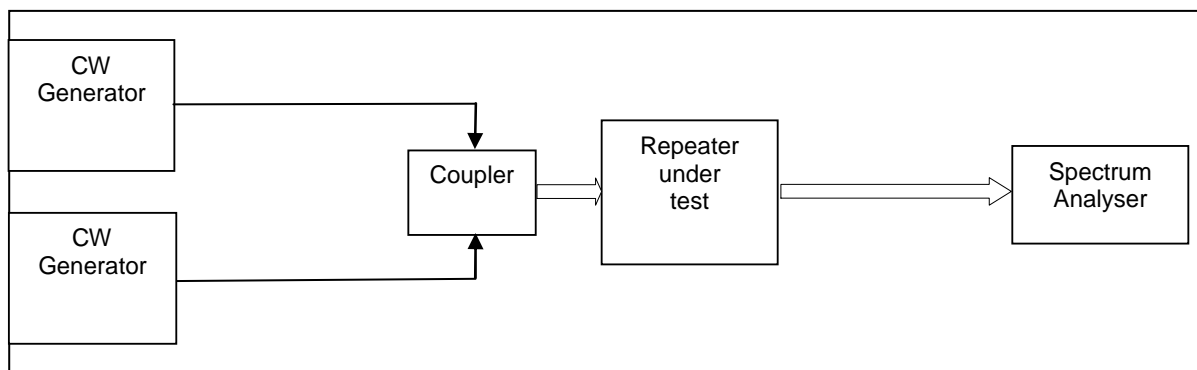 CW
Generator
CW
Generator
Coupler
Repeater
under
test
Spectrum
Analyser